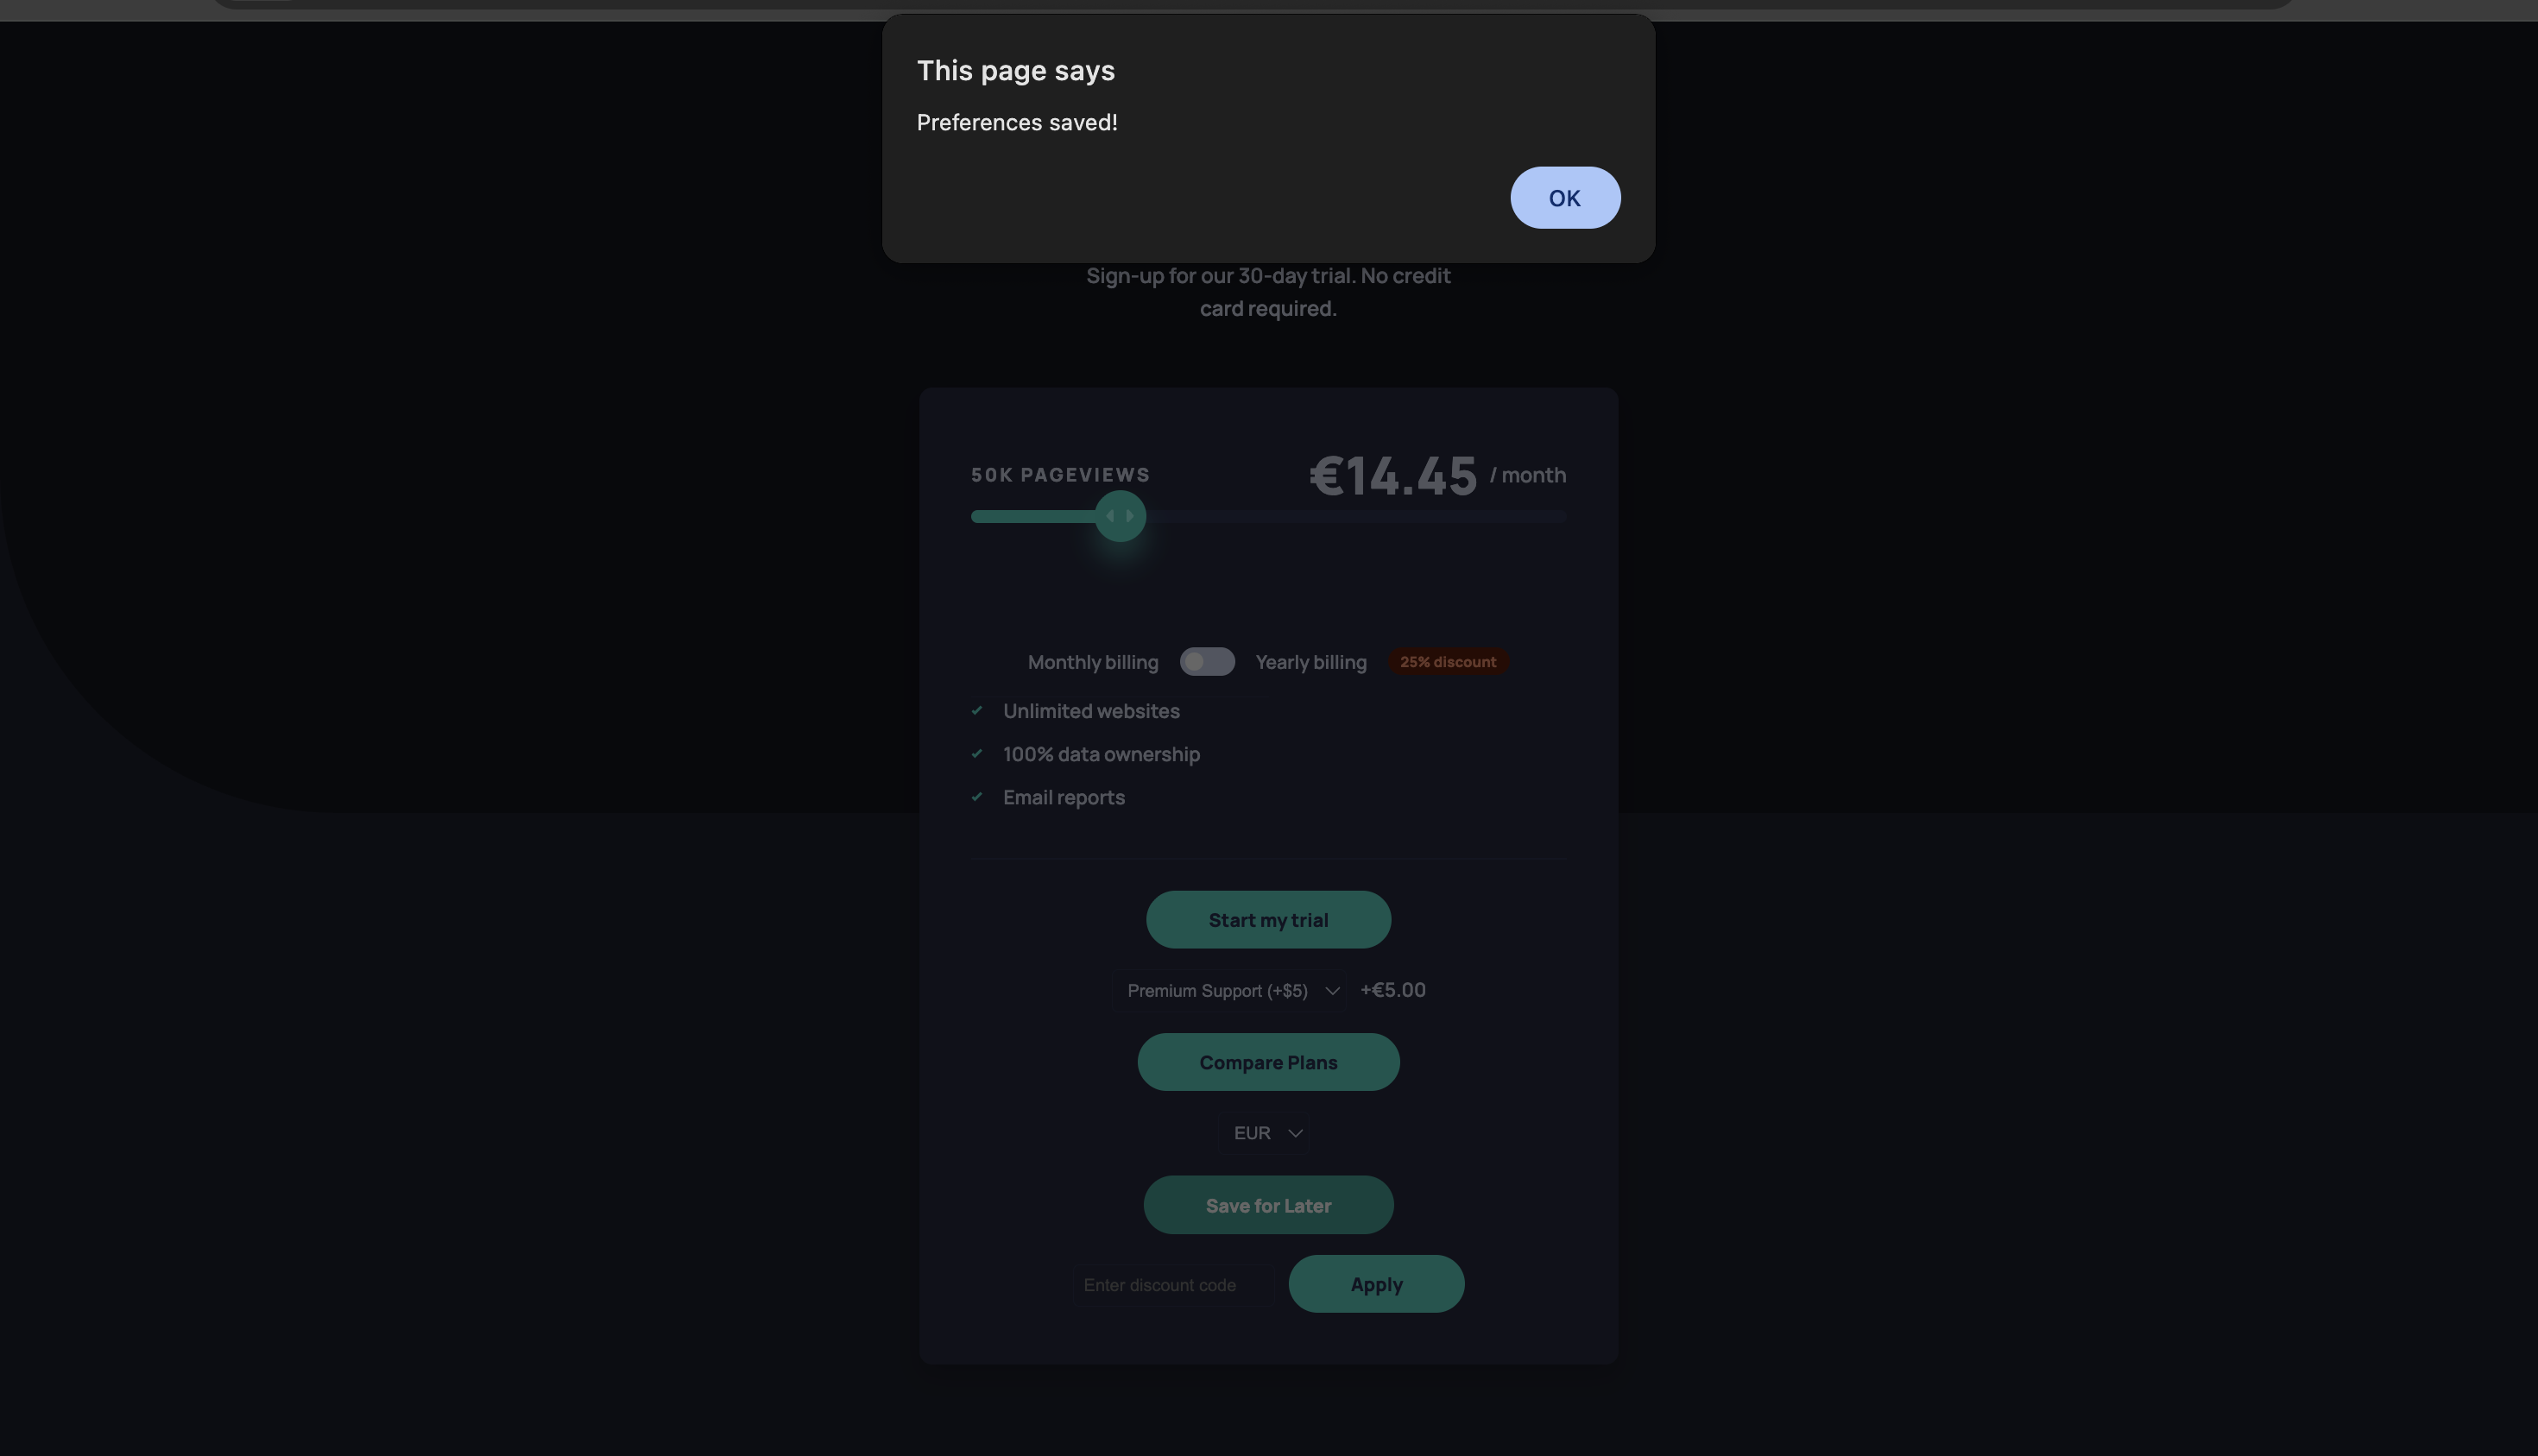 This page says
Preferences saved!
OK
Sign-up for our 30-day trial. No credit
card required.
50K PAGEVIEWS
€14.45 / month
Monthly billing
Yearly billing
25% discount
Unlimited websites
100% data ownership
Email reports
Start my trial
Premium Support (+$5)
+€5.00
Compare Plans
EUR
Save for Later
Enter discount code
Apply